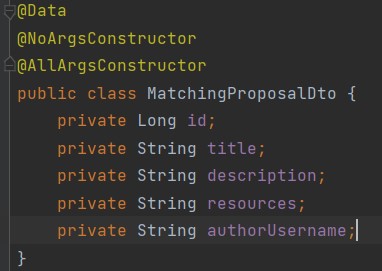 @Data
@NoArgsConstructor
@AllArgsConstructor
public class MatchingProposalDto {
    private Long id;
    private String title;
    private String description;
    private String resources;
    private String authorUsername;
}